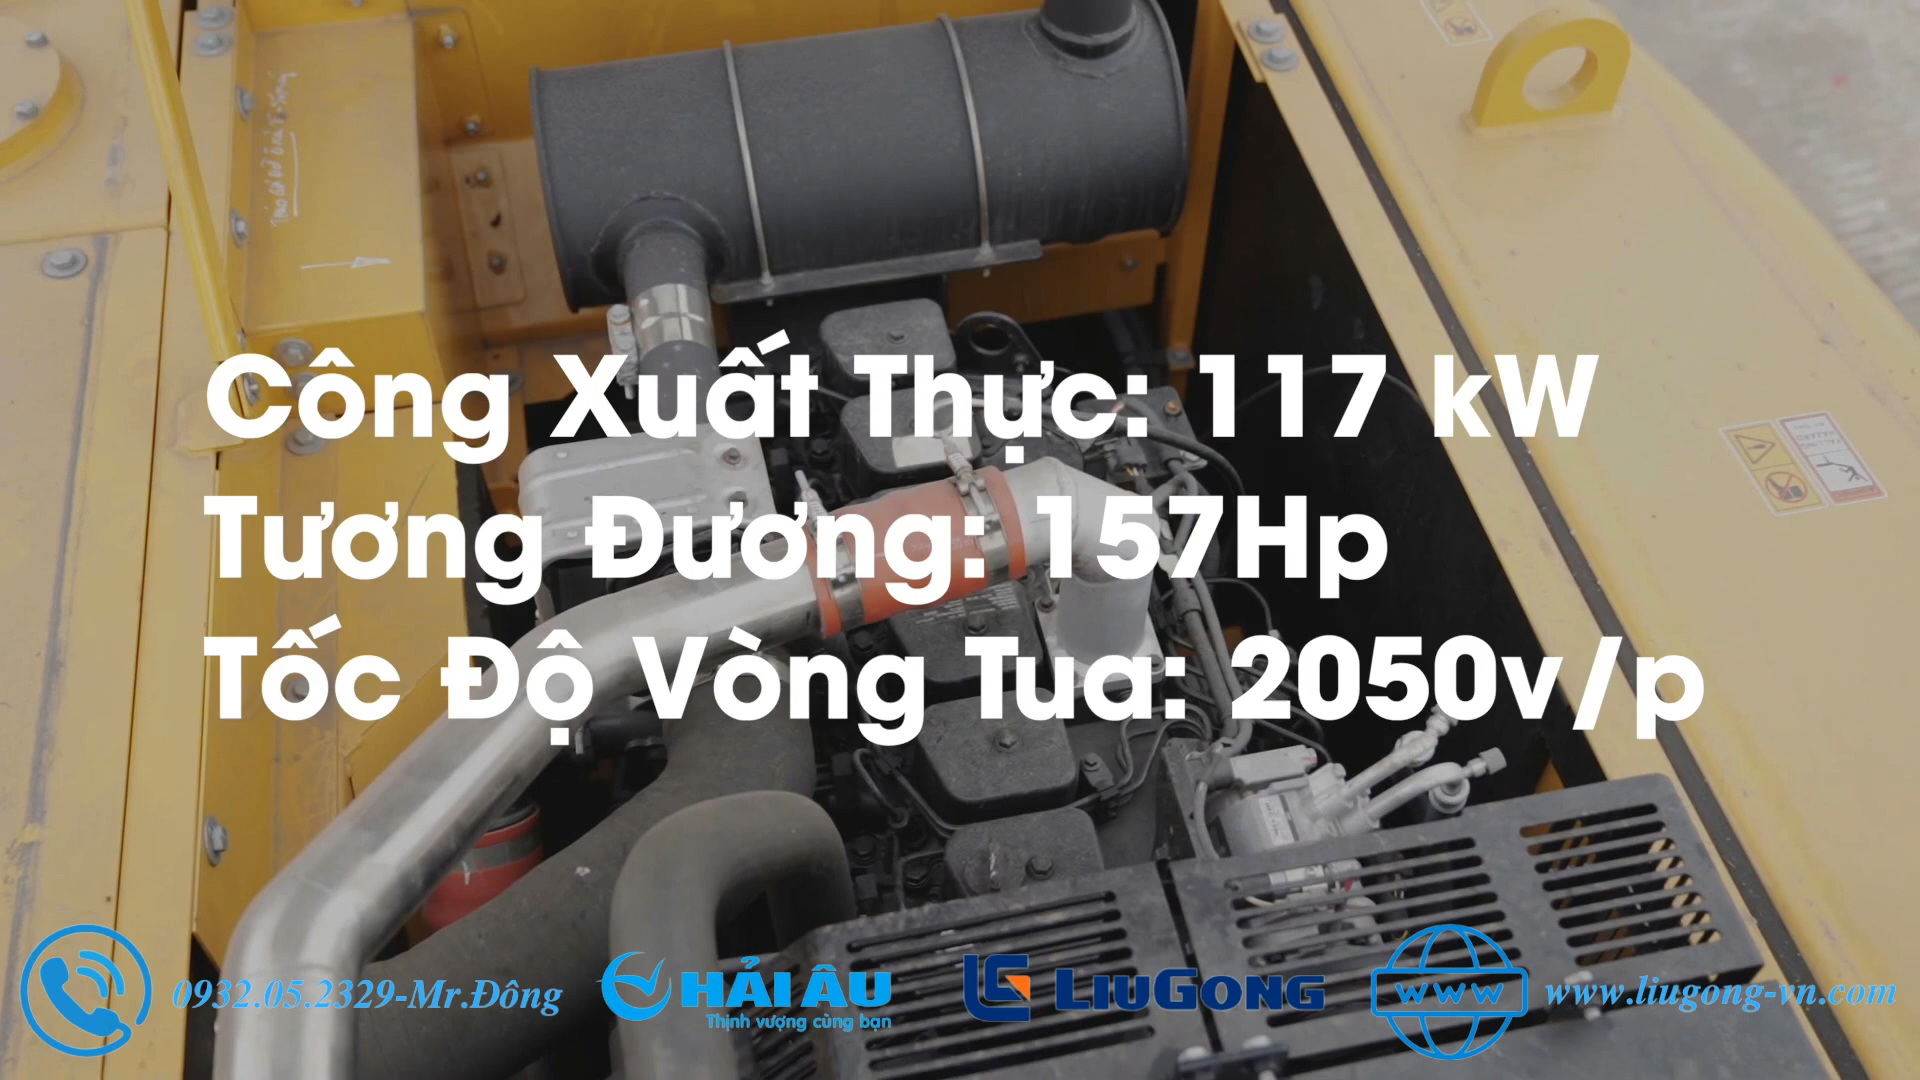 Công Xuất Thực: 117 kW
Tương Đương: 157Hp
Tốc Độ Vòng Tua: 2050v/p
0932.05.2329-Mr.Đông
HẢI ÂU
Thịnh vượng cùng bạn
LIUGONG
www
www.liugong-vn.com